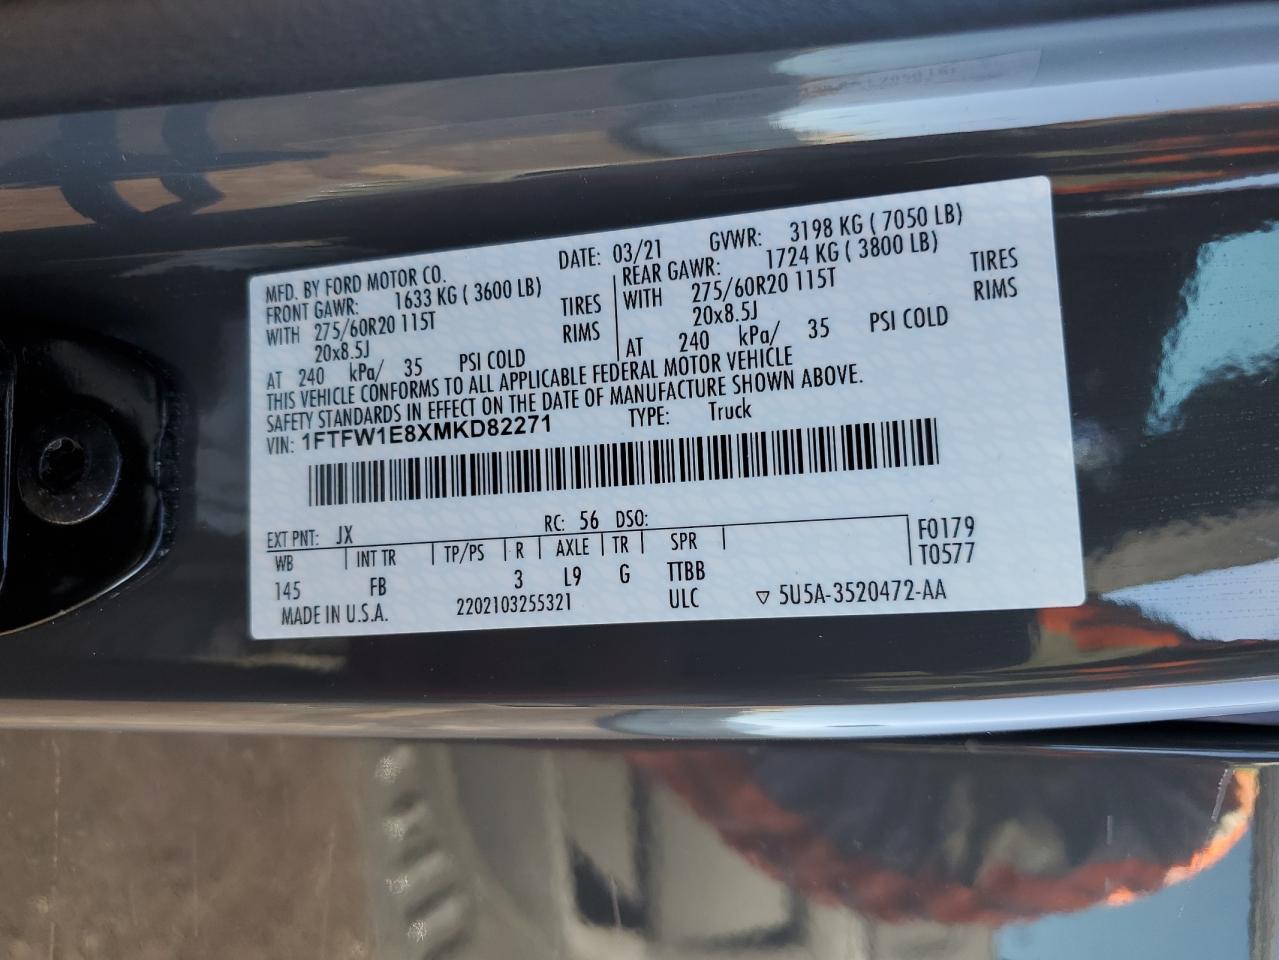 MFD. BY FORD MOTOR CO.
DATE: 03/21 GVWR: 3198 KG ( 7050 LB)
FRONT GAWR: 1633 KG ( 3600 LB)
WITH 275/60R20 115T TIRES
20x8.5J RIMS
AT 240 kPa/ 35 PSI COLD
REAR GAWR: 1724 KG ( 3800 LB)
WITH 275/60R20 115T TIRES
20x8.5J RIMS
AT 240 kPa/ 35 PSI COLD
THIS VEHICLE CONFORMS TO ALL APPLICABLE FEDERAL MOTOR VEHICLE
SAFETY STANDARDS IN EFFECT ON THE DATE OF MANUFACTURE SHOWN ABOVE.
VIN: 1FTFW1E8XMKD82271 TYPE: Truck
EXT PNT: JX RC: 56 DSO:
WB INT TR TP/PS R AXLE TR SPR F0179
145 FB 3 L9 G TTBB T0577
MADE IN U.S.A. 2202103255321 ULC ▽ 5U5A-3520472-AA